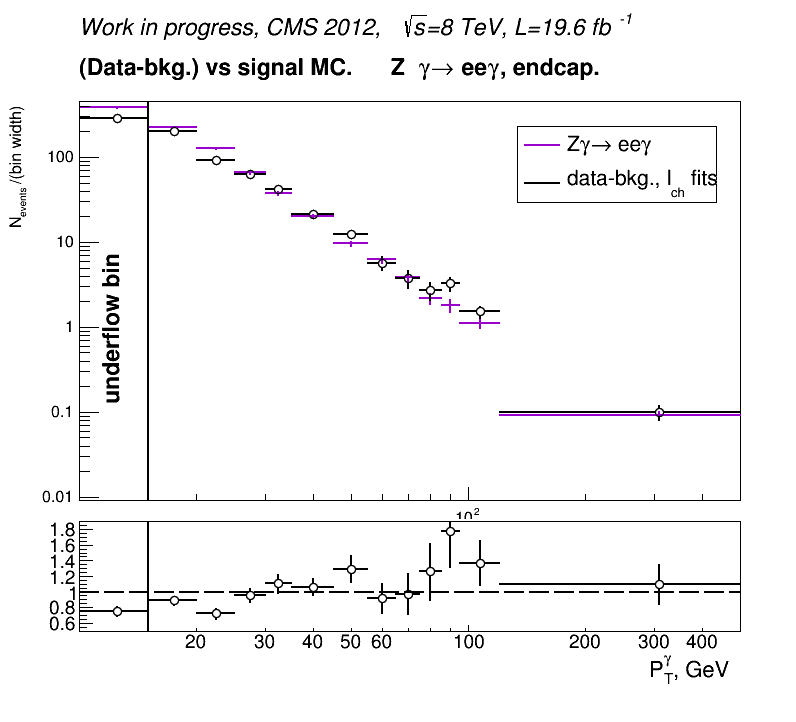 Work in progress, CMS 2012, √s=8 TeV, L=19.6 fb -1
(Data-bkg.) vs signal MC. Z γ→ eeγ, endcap.
N events /(bin width)
100
10
1
0.1
0.01
underflow bin
Zγ→ eeγ
data-bkg., I ch fits
10²
1.8
1.6
1.4
1.2
1
0.8
0.6
20 30 40 50 60 100 200 300 400
P_T^γ, GeV